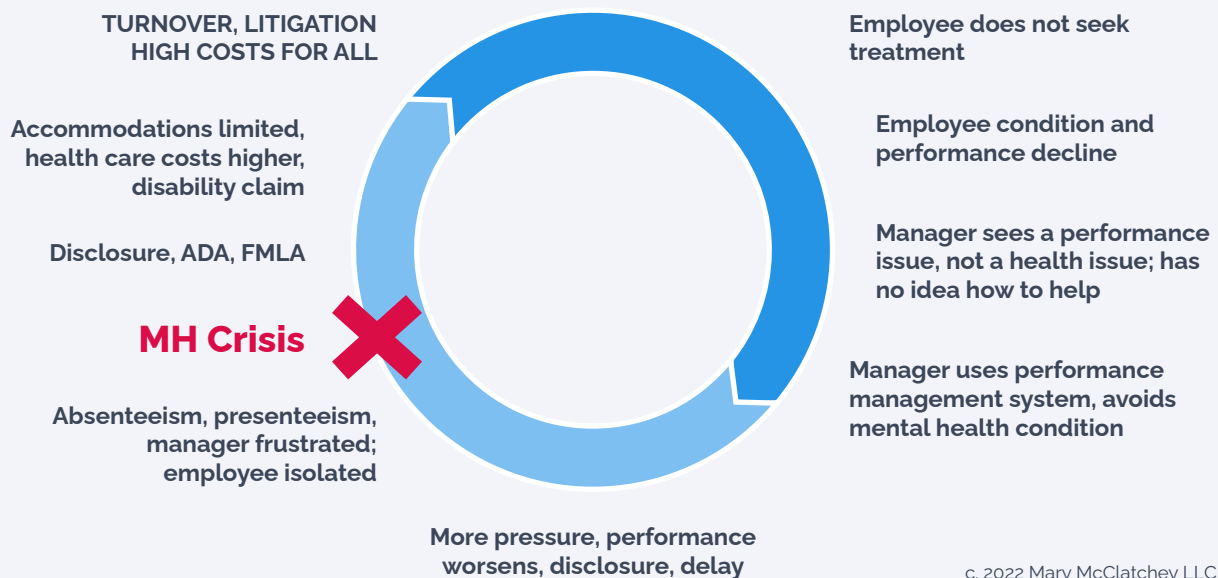 TURNOVER, LITIGATION
HIGH COSTS FOR ALL
Employee does not seek
treatment
Employee condition and
performance decline
Manager sees a performance
issue, not a health issue; has
no idea how to help
Manager uses performance
management system, avoids
mental health condition
More pressure, performance
worsens, disclosure, delay
Absenteeism, presenteeism,
manager frustrated;
employee isolated
MH Crisis
Disclosure, ADA, FMLA
Accommodations limited,
health care costs higher,
disability claim
c. 2022 Mary McClatchey LLC